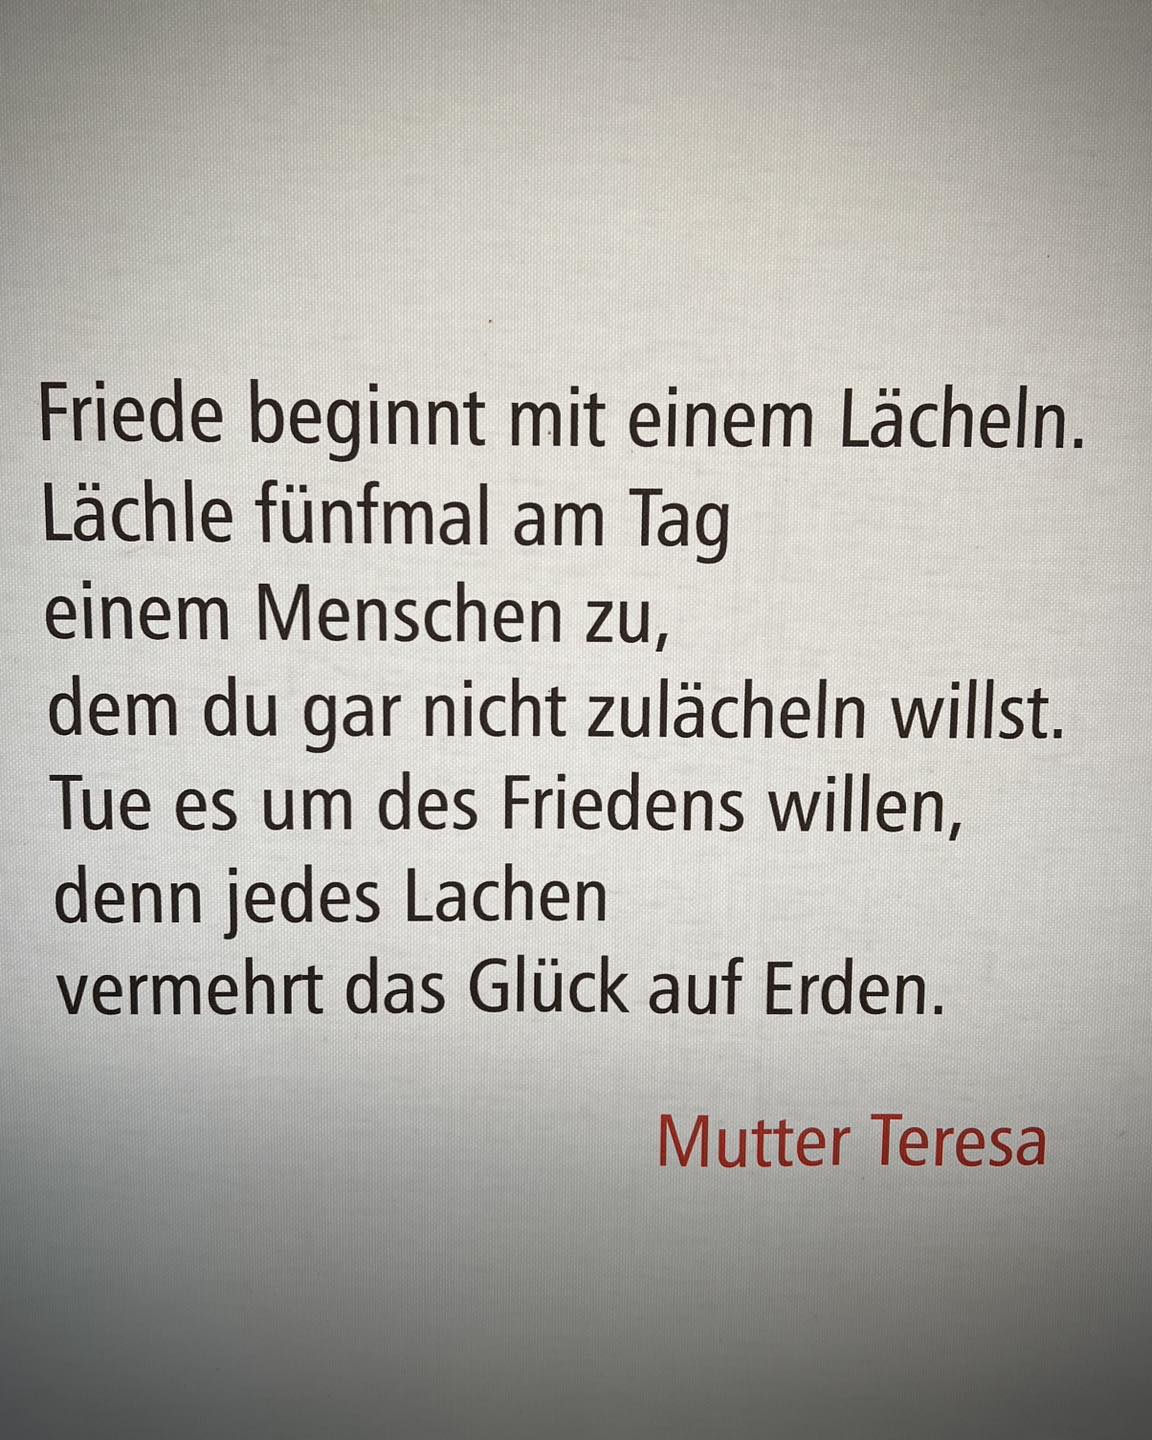 Friede beginnt mit einem Lächeln.
Lächle fünfmal am Tag
einem Menschen zu,
dem du gar nicht zulächeln willst.
Tue es um des Friedens willen,
denn jedes Lachen
vermehrt das Glück auf Erden.
Mutter Teresa